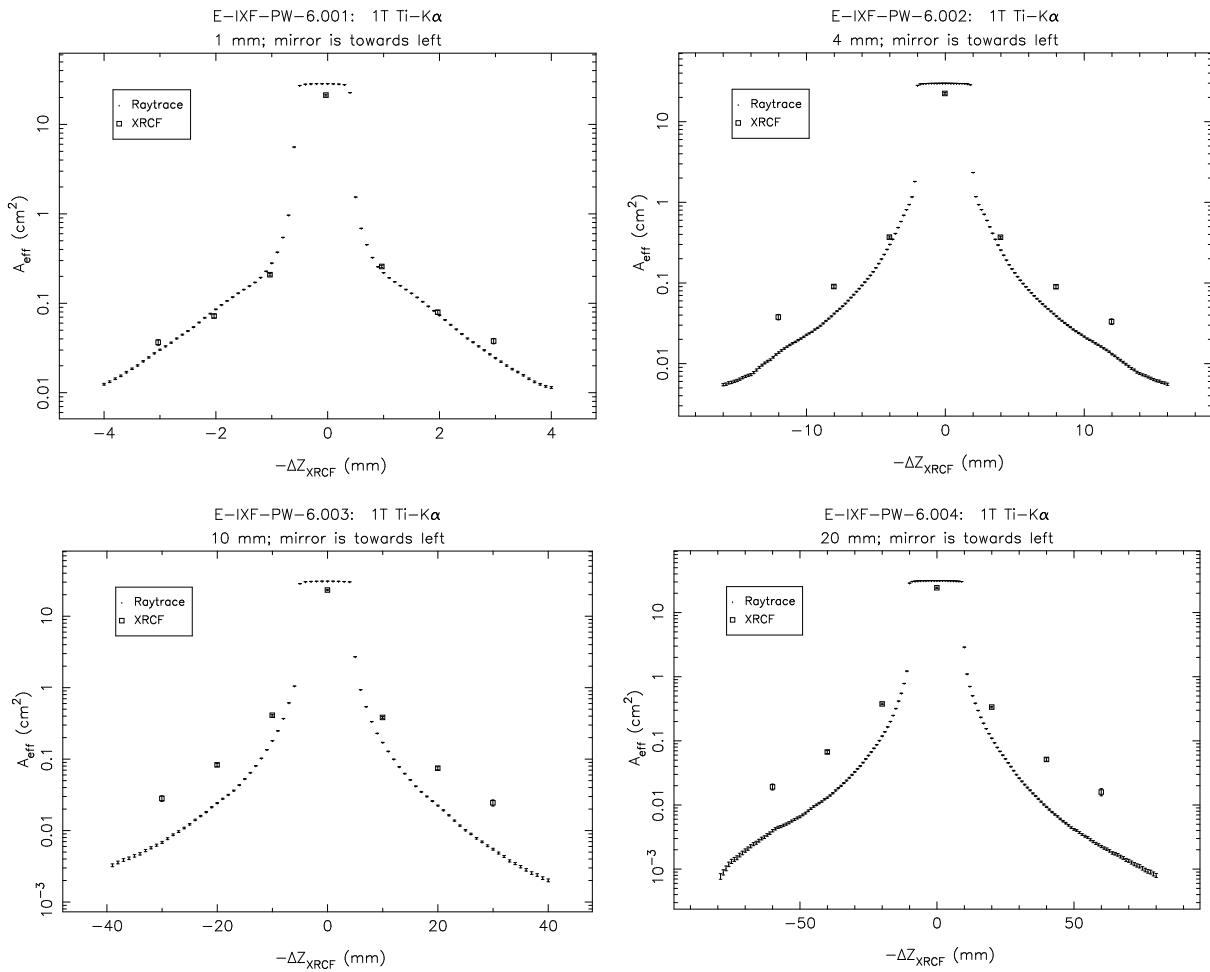 E-IXF-PW-6.001: 1T Ti-Kα
1 mm; mirror is towards left
Raytrace
XRCF
A_eff (cm²)
10
1
0.1
0.01
-4 -2 0 2 4
-ΔZ_XRCF (mm)
E-IXF-PW-6.002: 1T Ti-Kα
4 mm; mirror is towards left
Raytrace
XRCF
A_eff (cm²)
10
1
0.1
0.01
-10 0 10
-ΔZ_XRCF (mm)
E-IXF-PW-6.003: 1T Ti-Kα
10 mm; mirror is towards left
Raytrace
XRCF
A_eff (cm²)
10
1
0.1
0.01
10⁻³
-40 -20 0 20 40
-ΔZ_XRCF (mm)
E-IXF-PW-6.004: 1T Ti-Kα
20 mm; mirror is towards left
Raytrace
XRCF
A_eff (cm²)
10
1
0.1
0.01
10⁻³
-50 0 50
-ΔZ_XRCF (mm)